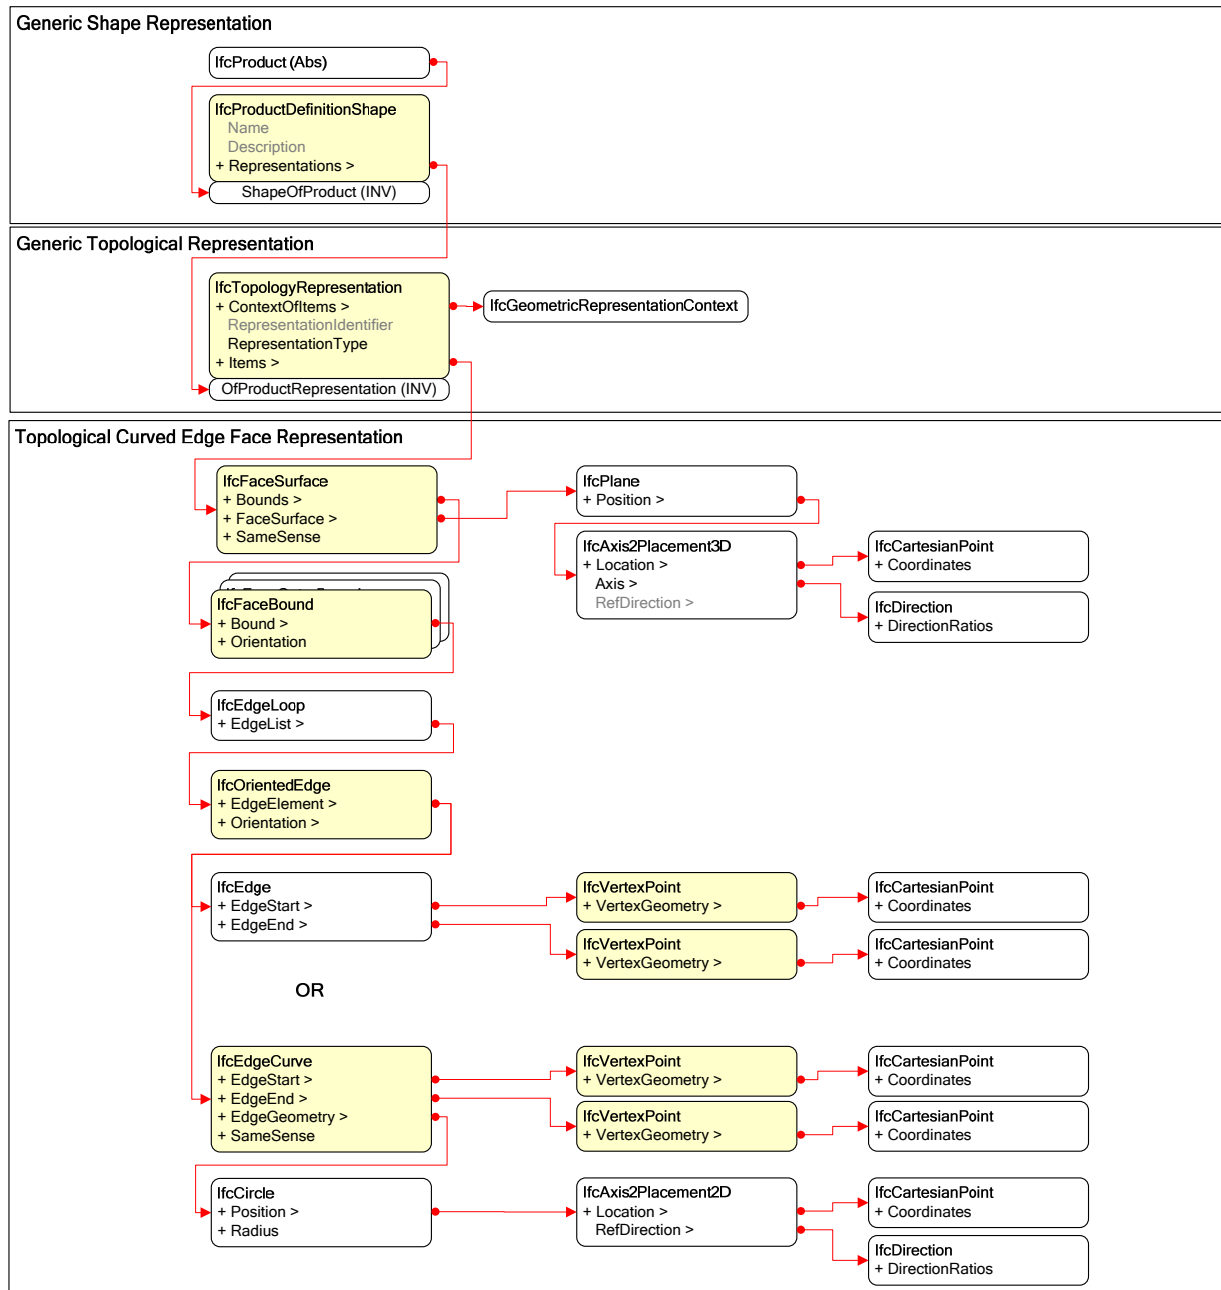 Generic Shape Representation
IfcProduct (Abs)
IfcProductDefinitionShape
Name
Description
+ Representations >
ShapeOfProduct (INV)
Generic Topological Representation
IfcTopologyRepresentation
+ ContextOfItems >
RepresentationIdentifier
RepresentationType
+ Items >
OfProductRepresentation (INV)
IfcGeometricRepresentationContext
Topological Curved Edge Face Representation
IfcFaceSurface
+ Bounds >
+ FaceSurface >
+ SameSense
IfcPlane
+ Position >
IfcAxis2Placement3D
+ Location >
Axis >
RefDirection >
IfcCartesianPoint
+ Coordinates
IfcDirection
+ DirectionRatios
IfcFaceBound
+ Bound >
+ Orientation
IfcEdgeLoop
+ EdgeList >
IfcOrientedEdge
+ EdgeElement >
+ Orientation >
IfcEdge
+ EdgeStart >
+ EdgeEnd >
IfcVertexPoint
+ VertexGeometry >
IfcCartesianPoint
+ Coordinates
IfcVertexPoint
+ VertexGeometry >
IfcCartesianPoint
+ Coordinates
OR
IfcEdgeCurve
+ EdgeStart >
+ EdgeEnd >
+ EdgeGeometry >
+ SameSense
IfcVertexPoint
+ VertexGeometry >
IfcCartesianPoint
+ Coordinates
IfcVertexPoint
+ VertexGeometry >
IfcCartesianPoint
+ Coordinates
IfcCircle
+ Position >
+ Radius
IfcAxis2Placement2D
+ Location >
RefDirection >
IfcCartesianPoint
+ Coordinates
IfcDirection
+ DirectionRatios